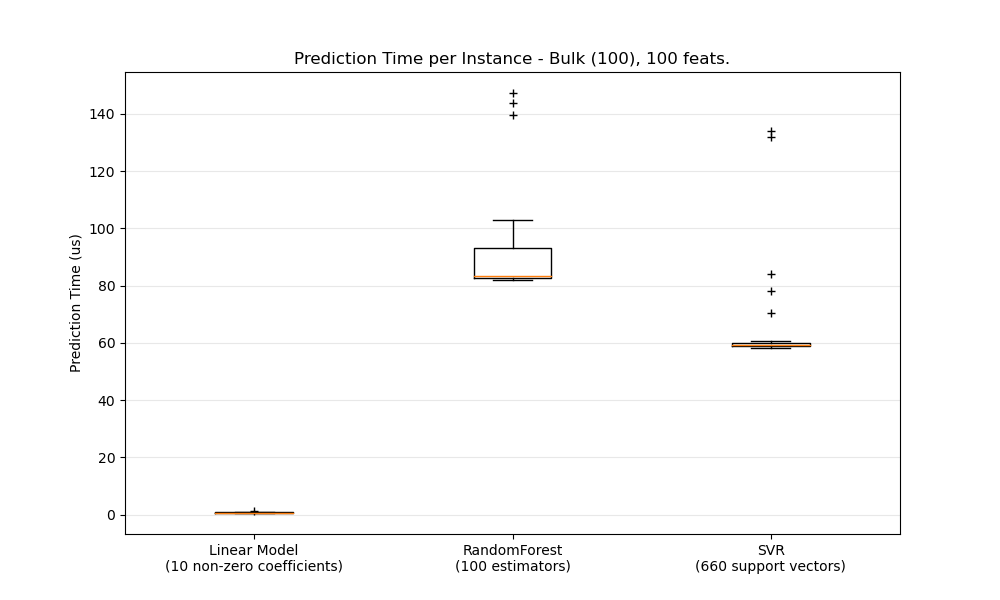 Prediction Time per Instance - Bulk (100), 100 feats.
Prediction Time (us)
140
120
100
80
60
40
20
0
Linear Model
(10 non-zero coefficients)
RandomForest
(100 estimators)
SVR
(660 support vectors)